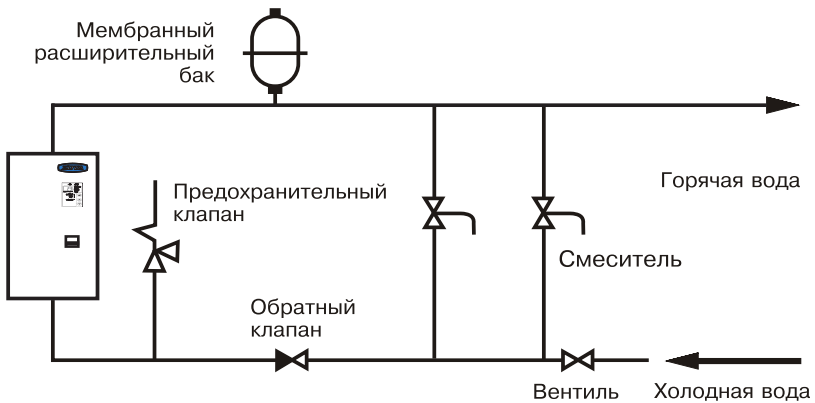 Мембранный
расширительный
бак
Предохранительный
клапан
Горячая вода
Смеситель
Обратный
клапан
Вентиль
Холодная вода